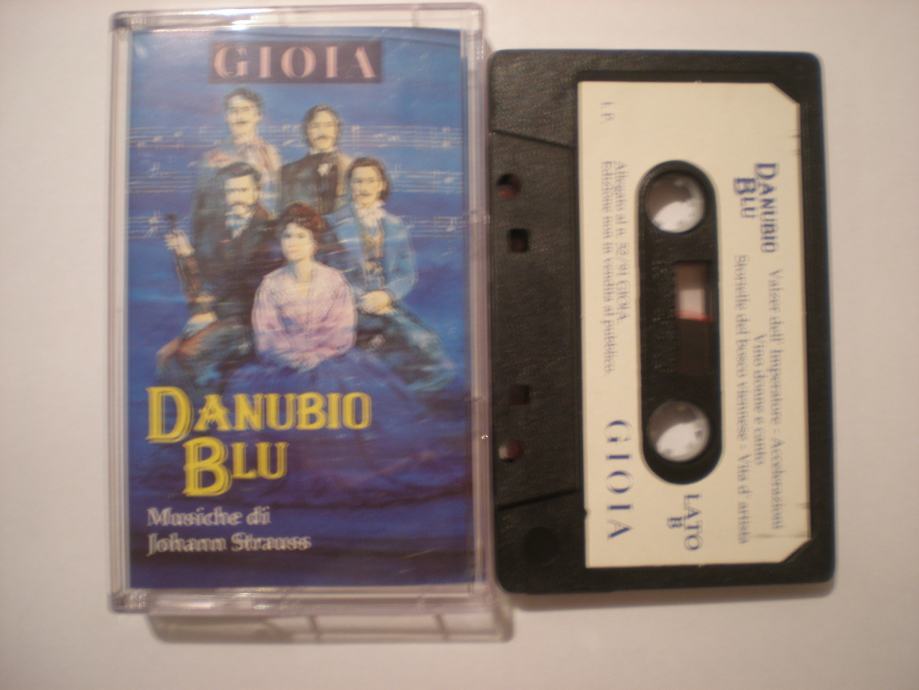 GIOIA
DANUBIO
BLU
Musiche di
Johann Strauss
DANUBIO
BLU
Valzer dell'Imperatore - Accelerazioni
Vino donne e canto
Storielle del bosco viennese - Vita d'artista
LATO
B
Allegato al n. 52/91 GIOIA.
Edizione non in vendita al pubblico.
GIOIA